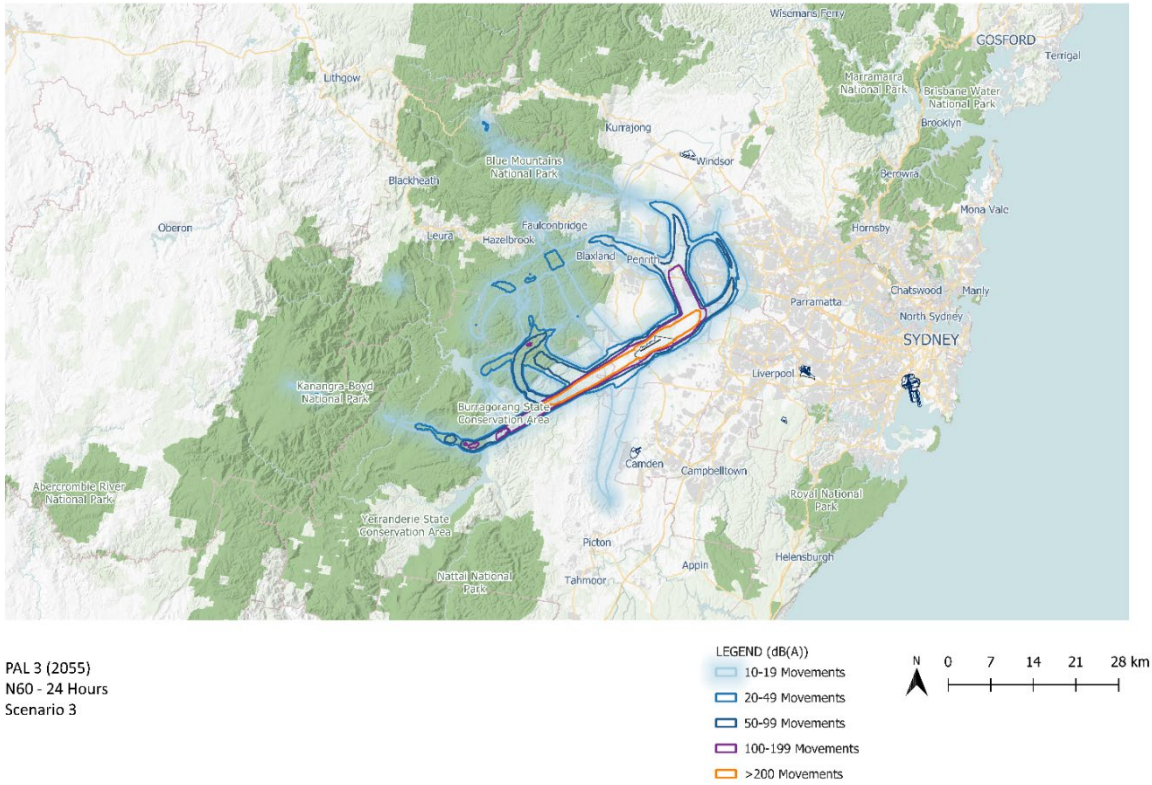 Wisemans Ferry
GOSFORD
Terrigal
Lithgow
Marramarra
National Park
Brisbane Water
National Park
Brooklyn
Kurrajong
Windsor
Blue Mountains
National Park
Blackheath
Berowra
Mona Vale
Oberon
Leura
Hazelbrook
Faulconbridge
Blaxland
Penrith
Hornsby
Chatswood
Manly
Parramatta
North Sydney
SYDNEY
Liverpool
Kanangra-Boyd
National Park
Burragorang State
Conservation Area
Camden
Campbelltown
Abercrombie River
National Park
Royal National
Park
Yerranderie State
Conservation Area
Picton
Appin
Helensburgh
Nattai National
Park
Tahmoor
PAL 3 (2055)
N60 - 24 Hours
Scenario 3
LEGEND (dB(A))
10-19 Movements
20-49 Movements
50-99 Movements
100-199 Movements
>200 Movements
N
0 7 14 21 28 km